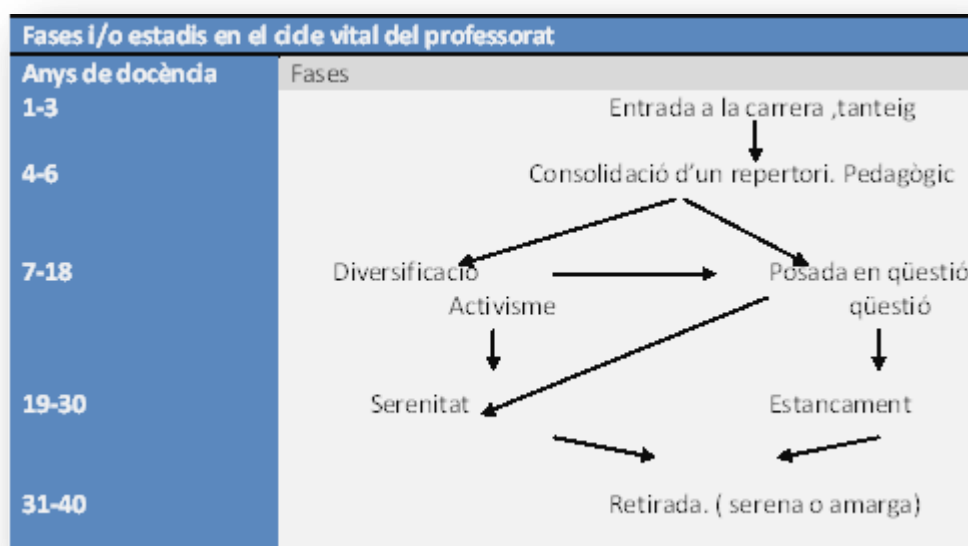 Fases i/o estadis en el cicle vital del professorat
Anys de docència Fases
1-3 Entrada a la carrera ,tanteig
4-6 Consolidació d'un repertori. Pedagògic
7-18 Diversificació Posada en qüestió
Activisme qüestió
19-30 Serenitat Estancament
31-40 Retirada. ( serena o amarga)